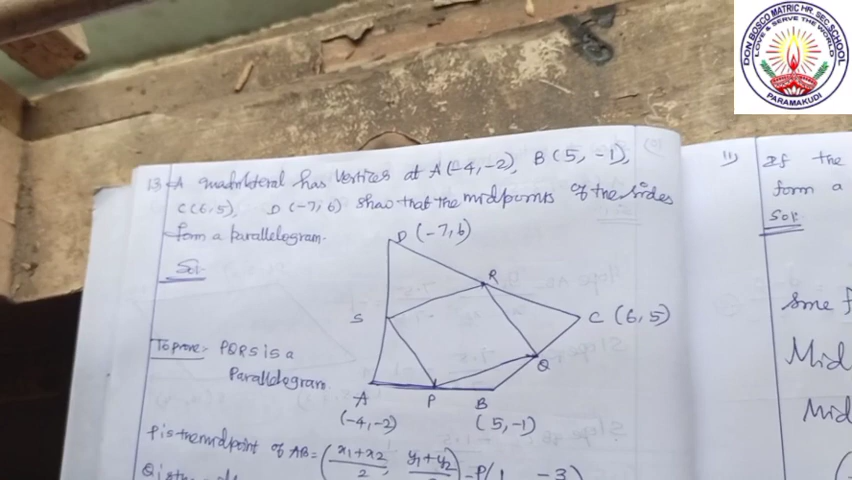 DON BOSCO MATRIC HR. SEC SCHOOL
LOVE & SERVE THE WORLD
PARAMAKUDI
13. A quadrilateral has vertices at A(-4,-2), B(5,-1),
C(6,5), D(-7,6) show that the midpoints of the sides
form a parallelogram.
Sol:
D (-7,6)
R
S
C (6,5)
To prove:- PQRS is a
Parallelogram.
Q
A
P
B
(-4,-2)
(5,-1)
P is the midpoint of AB = (x₁+x₂/2, y₁+y₂
11) If the
form a
Sol:
Mid
Mid